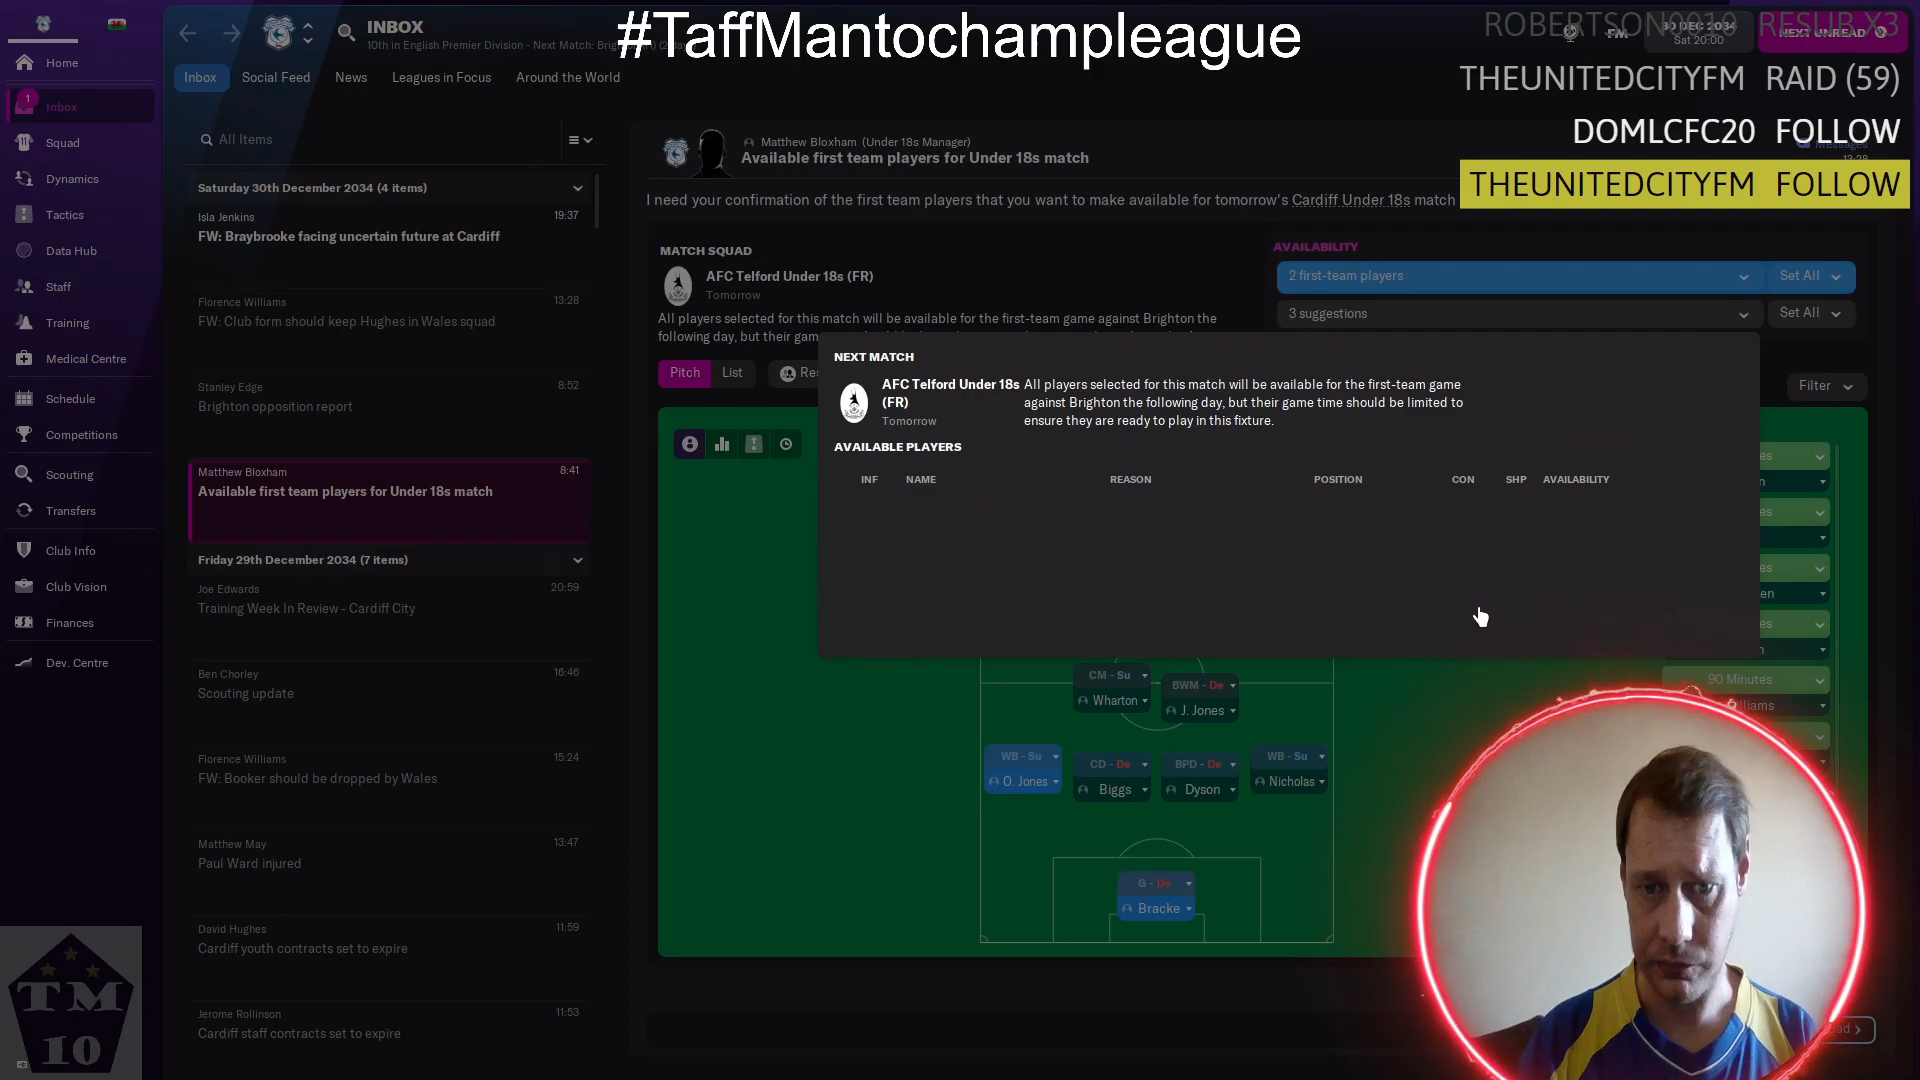 #TaffMantochampleague
ROBERTSON0010 RESUB X3
THEUNITEDCITYFM RAID (59)
DOMLCFC20 FOLLOW
THEUNITEDCITYFM FOLLOW
INBOX
10th in English Premier Division - Next Match:
30 DEC 2034
Sat 20:00
NEXT UNREAD
Inbox
Social Feed
News
Leagues in Focus
Around the World
Home
1
Inbox
Squad
Dynamics
Tactics
Data Hub
Staff
Training
Medical Centre
Schedule
Competitions
Scouting
Transfers
Club Info
Club Vision
Finances
Dev. Centre
TM
10
All Items
Saturday 30th December 2034 (4 items)
Isla Jenkins 19:37
FW: Braybrooke facing uncertain future at Cardiff
Florence Williams 13:28
FW: Club form should keep Hughes in Wales squad
Stanley Edge 8:52
Brighton opposition report
Matthew Bloxham 8:41
Available first team players for Under 18s match
Friday 29th December 2034 (7 items)
Joe Edwards 20:59
Training Week In Review - Cardiff City
Ben Chorley 16:46
Scouting update
Florence Williams 15:24
FW: Booker should be dropped by Wales
Matthew May 13:47
Paul Ward injured
David Hughes 11:59
Cardiff youth contracts set to expire
Jerome Rollinson 11:53
Cardiff staff contracts set to expire
Matthew Bloxham (Under 18s Manager)
Available first team players for Under 18s match
Messages
I need your confirmation of the first team players that you want to make available for tomorrow's Cardiff Under 18s match
MATCH SQUAD
AFC Telford Under 18s (FR)
Tomorrow
All players selected for this match will be available for the first-team game against Brighton the
following day, but their game
AVAILABILITY
2 first-team players Set All
3 suggestions Set All
Pitch
List
Filter
NEXT MATCH
AFC Telford Under 18s
(FR)
Tomorrow
All players selected for this match will be available for the first-team game
against Brighton the following day, but their game time should be limited to
ensure they are ready to play in this fixture.
AVAILABLE PLAYERS
INF NAME REASON POSITION CON SHP AVAILABILITY
CM - Su
Wharton
BWM - De
J. Jones
WB - Su
O. Jones
CD - De
Biggs
BPD - De
Dyson
WB - Su
Nicholas
G - De
Bracke
90 Minutes